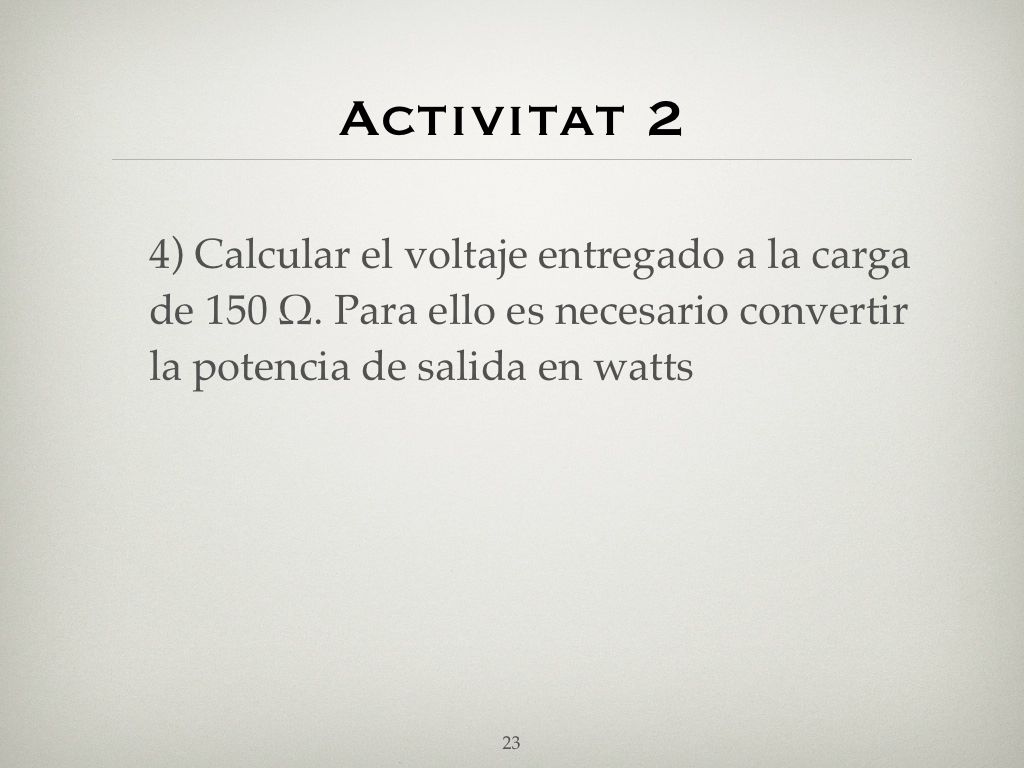 Activitat 2
4) Calcular el voltaje entregado a la carga
de 150 Ω. Para ello es necesario convertir
la potencia de salida en watts
23